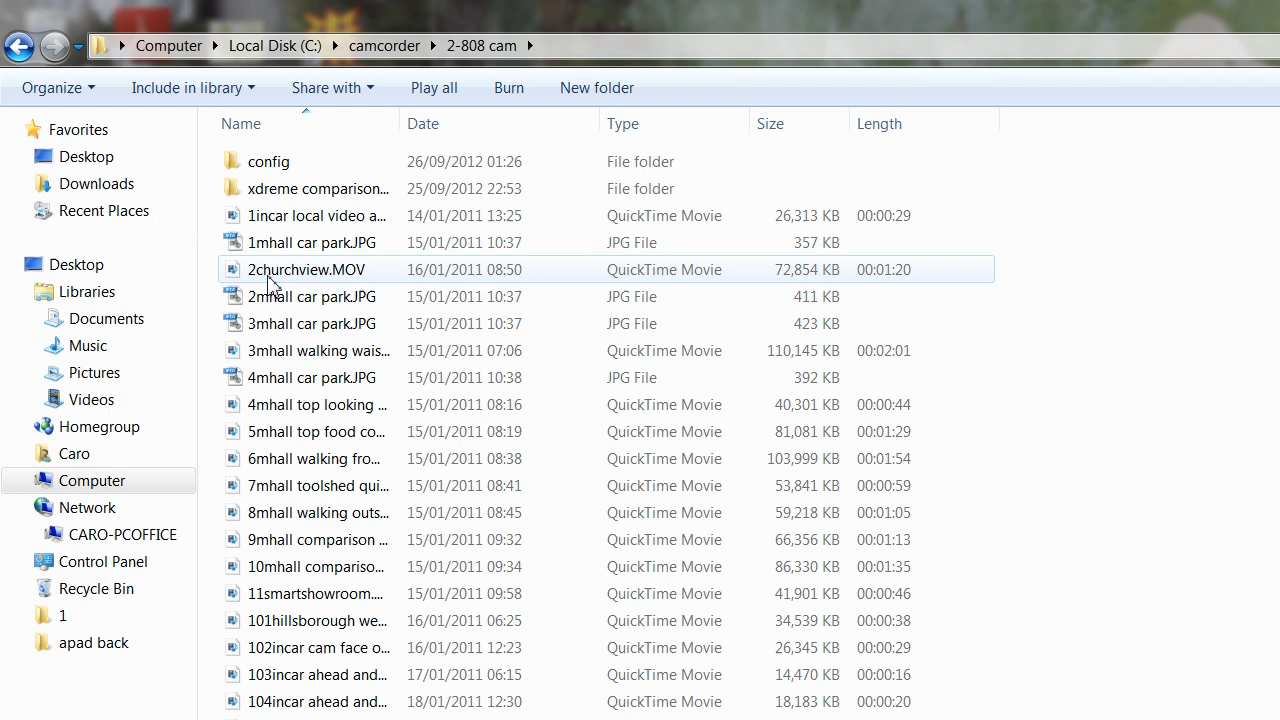 Computer Local Disk (C:) camcorder 2-808 cam
Organize Include in library Share with Play all Burn New folder
Favorites
Desktop
Downloads
Recent Places
Desktop
Libraries
Documents
Music
Pictures
Videos
Homegroup
Caro
Computer
Network
CARO-PCOFFICE
Control Panel
Recycle Bin
1
apad back
Name Date Type Size Length
config 26/09/2012 01:26 File folder
xdreme comparison... 25/09/2012 22:53 File folder
1incar local video a... 14/01/2011 13:25 QuickTime Movie 26,313 KB 00:00:29
1mhall car park.JPG 15/01/2011 10:37 JPG File 357 KB
2churchview.MOV 16/01/2011 08:50 QuickTime Movie 72,854 KB 00:01:20
2mhall car park.JPG 15/01/2011 10:37 JPG File 411 KB
3mhall car park.JPG 15/01/2011 10:37 JPG File 423 KB
3mhall walking wais... 15/01/2011 07:06 QuickTime Movie 110,145 KB 00:02:01
4mhall car park.JPG 15/01/2011 10:38 JPG File 392 KB
4mhall top looking ... 15/01/2011 08:16 QuickTime Movie 40,301 KB 00:00:44
5mhall top food co... 15/01/2011 08:19 QuickTime Movie 81,081 KB 00:01:29
6mhall walking fro... 15/01/2011 08:38 QuickTime Movie 103,999 KB 00:01:54
7mhall toolshed qui... 15/01/2011 08:41 QuickTime Movie 53,841 KB 00:00:59
8mhall walking outs... 15/01/2011 08:45 QuickTime Movie 59,218 KB 00:01:05
9mhall comparison ... 15/01/2011 09:32 QuickTime Movie 66,356 KB 00:01:13
10mhall compariso... 15/01/2011 09:34 QuickTime Movie 86,330 KB 00:01:35
11smartshowroom.... 15/01/2011 09:58 QuickTime Movie 41,901 KB 00:00:46
101hillsborough we... 16/01/2011 06:25 QuickTime Movie 34,539 KB 00:00:38
102incar cam face o... 16/01/2011 12:23 QuickTime Movie 26,345 KB 00:00:29
103incar ahead and... 17/01/2011 06:15 QuickTime Movie 14,470 KB 00:00:16
104incar ahead and... 18/01/2011 12:30 QuickTime Movie 18,183 KB 00:00:20